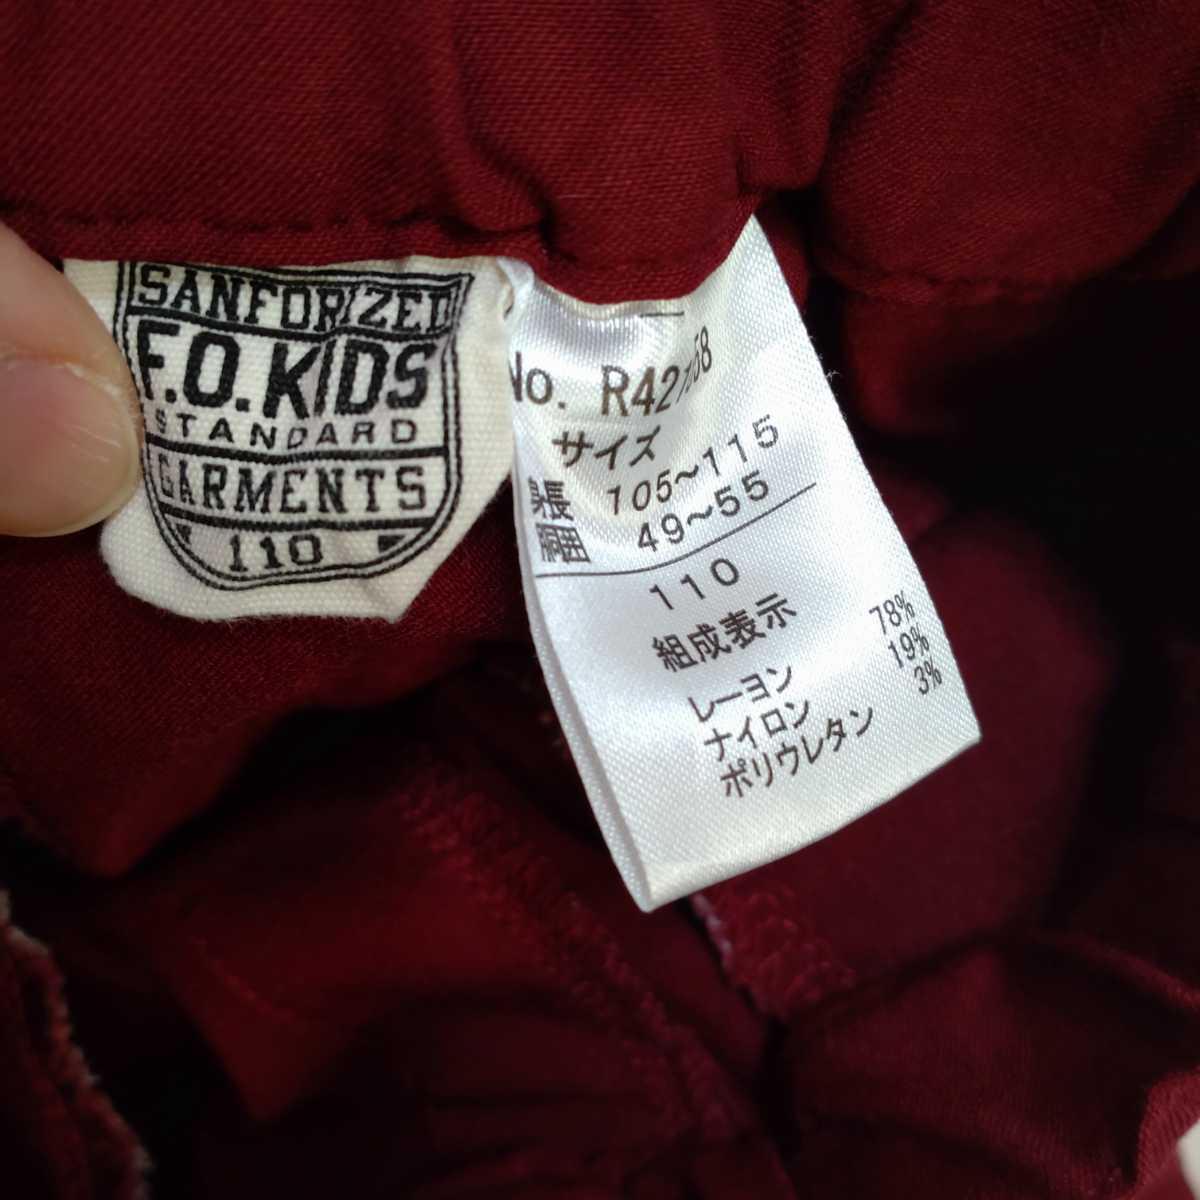 SANFORIZED
F.O.KIDS
STANDARD
GARMENTS
110
サイズ
身長 105~115
胴囲 49~55
110
組成表示
レーヨン 78%
ナイロン 19%
ポリウレタン 3%